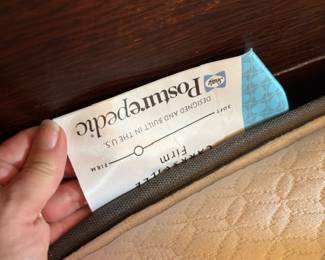 Sealy
Posturepedic
DESIGNED AND BUILT IN THE U.S.
SOFT FIRM
Firm